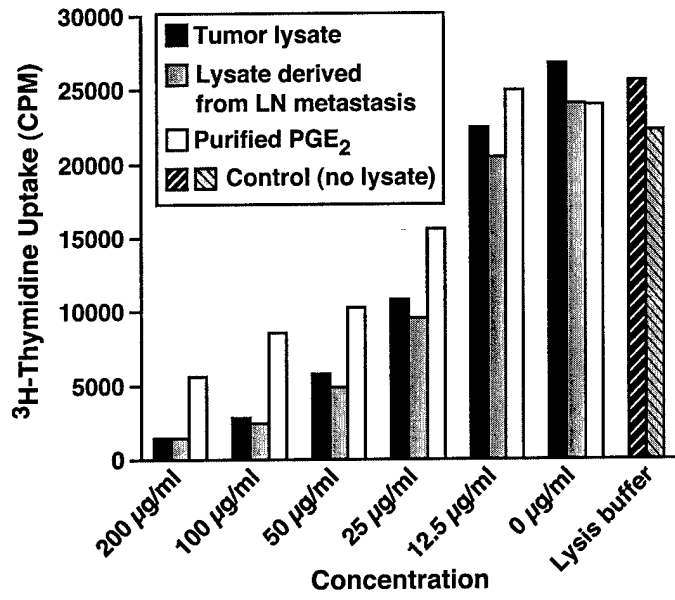 30000
25000
20000
15000
10000
5000
0
³H-Thymidine Uptake (CPM)
Tumor lysate
Lysate derived
from LN metastasis
Purified PGE₂
Control (no lysate)
200 µg/ml
100 µg/ml
50 µg/ml
25 µg/ml
12.5 µg/ml
0 µg/ml
Lysis buffer
Concentration